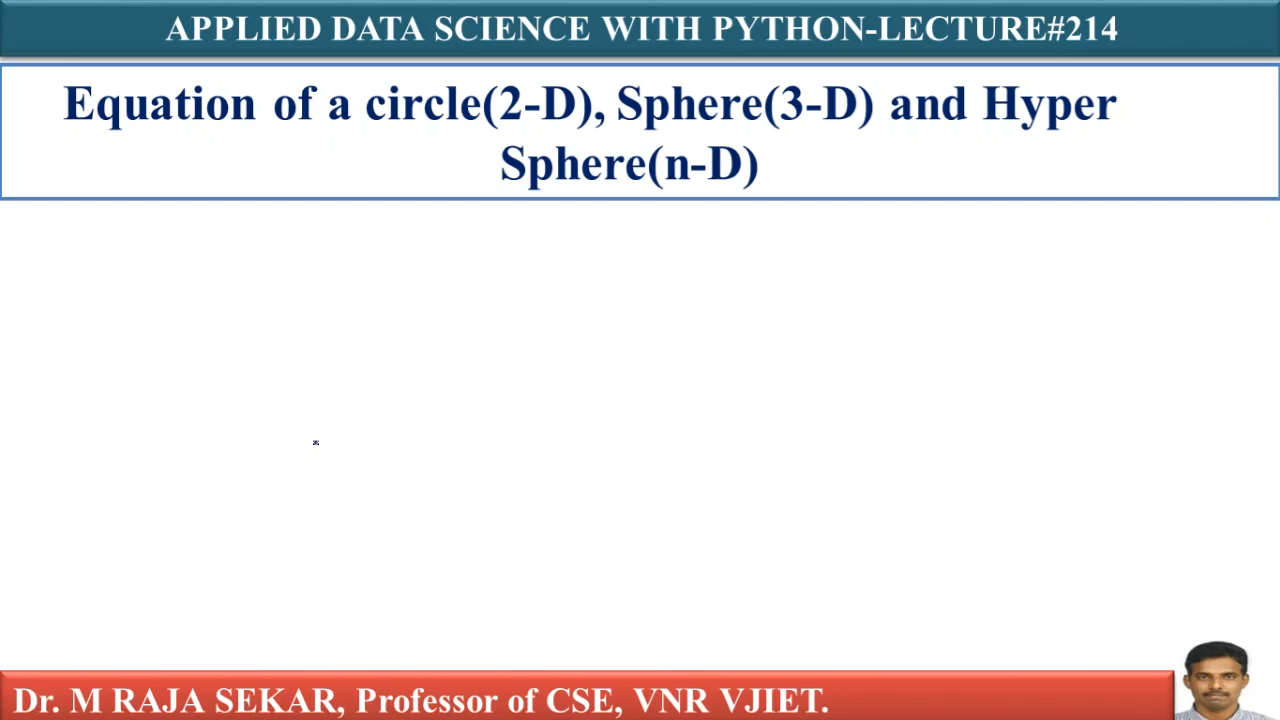 APPLIED DATA SCIENCE WITH PYTHON-LECTURE#214
Equation of a circle(2-D), Sphere(3-D) and Hyper
Sphere(n-D)
Dr. M RAJA SEKAR, Professor of CSE, VNR VJIET.